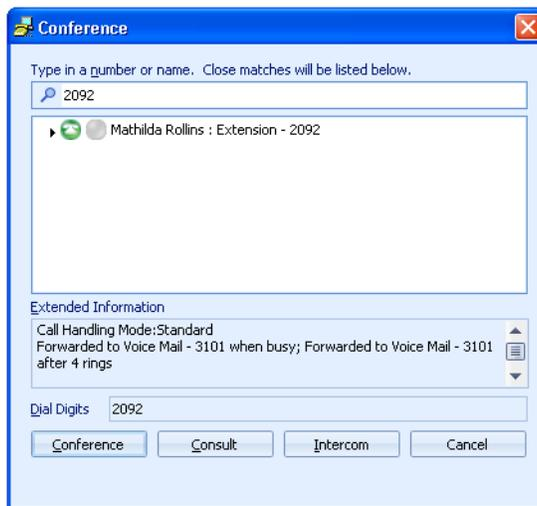 Conference
Type in a number or name. Close matches will be listed below.
2092
Mathilda Rollins : Extension - 2092
Extended Information
Call Handling Mode:Standard
Forwarded to Voice Mail - 3101 when busy; Forwarded to Voice Mail - 3101
after 4 rings
Dial Digits 2092
Conference Consult Intercom Cancel